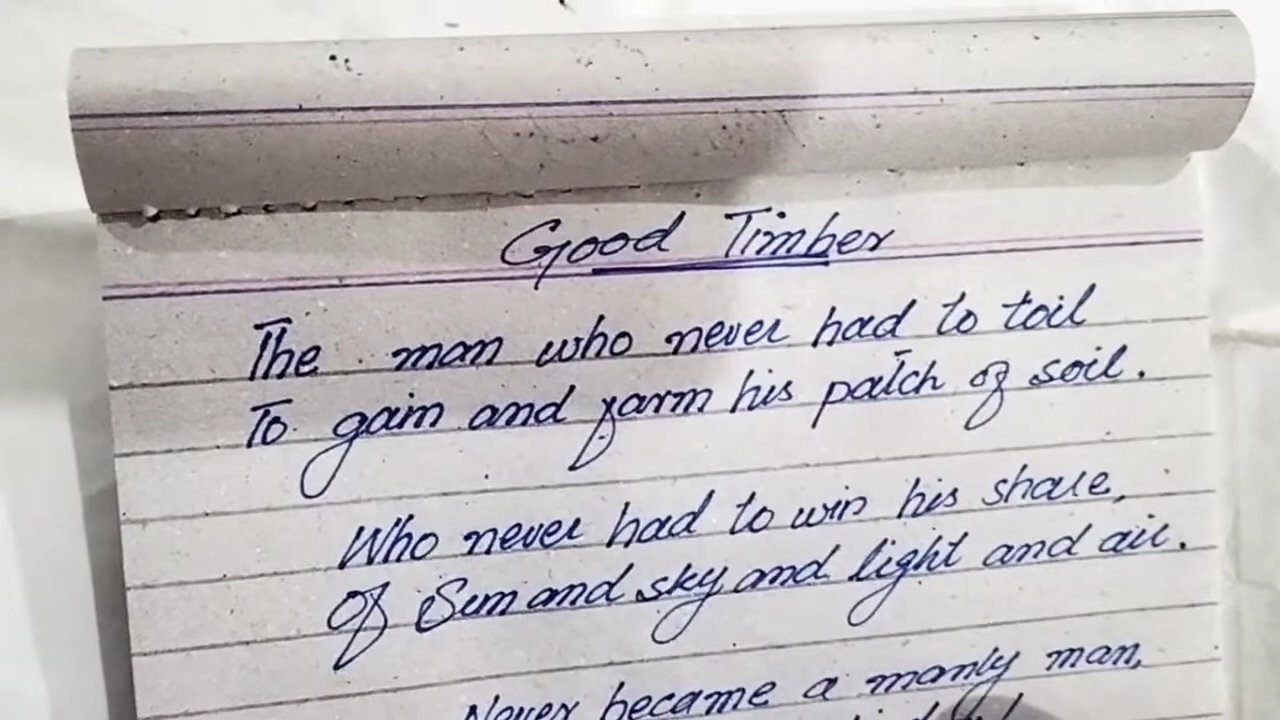 Good Timber
The man who never had to toil
To gain and farm his patch of soil.
Who never had to win his share,
Of Sun and sky and light and air.
Never became a manly man,